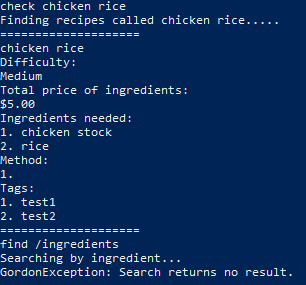 check chicken rice
Finding recipes called chicken rice.....
====================
chicken rice
Difficulty:
Medium
Total price of ingredients:
$5.00
Ingredients needed:
1. chicken stock
2. rice
Method:
1.
Tags:
1. test1
2. test2
====================
find /ingredients
Searching by ingredient...
GordonException: Search returns no result.